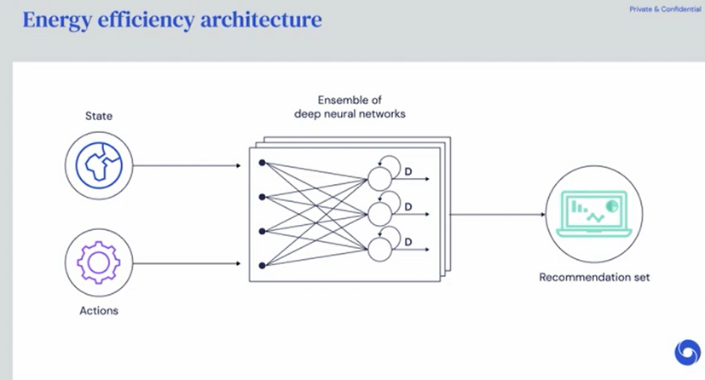 Energy efficiency architecture
Private & Confidential
Ensemble of
deep neural networks
State
D
D
D
Actions
Recommendation set